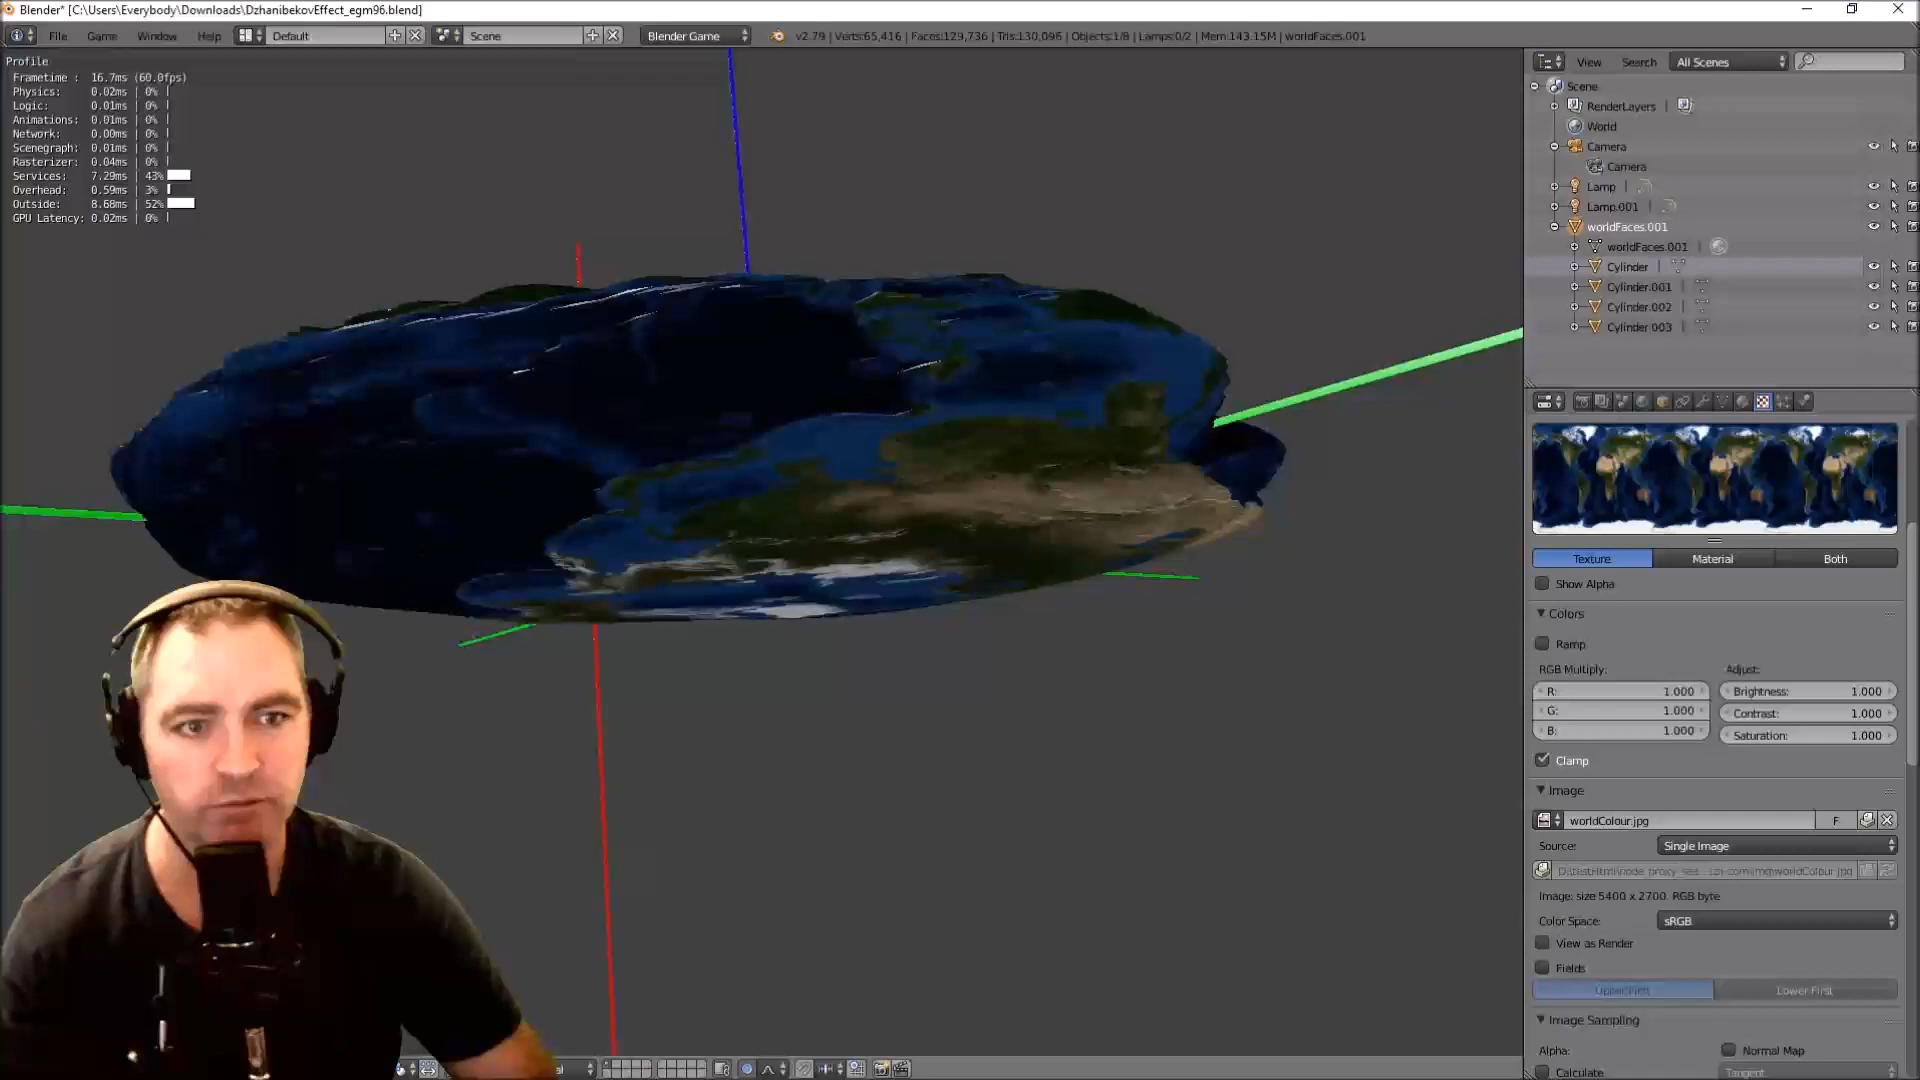 Blender* [C:\Users\Everybody\Downloads\DzhanibekovEffect_egm96.blend]
File Game Window Help Default Scene Blender Game v2.79 | Verts:65,416 | Faces:129,736 | Tris:130,096 | Objects:1/8 | Lamps:0/2 | Mem:143.15M | worldFaces.001
Profile
Frametime : 16.7ms (60.0fps)
Physics: 0.02ms | 0%
Logic: 0.01ms | 0%
Animations: 0.01ms | 0%
Network: 0.00ms | 0%
Scenegraph: 0.01ms | 0%
Rasterizer: 0.04ms | 0%
Services: 7.29ms | 43%
Overhead: 0.59ms | 3%
Outside: 8.68ms | 52%
GPU Latency: 0.02ms | 0%
View Search All Scenes
Scene
RenderLayers |
World
Camera
Camera
Lamp |
Lamp.001 |
worldFaces.001
worldFaces.001
Cylinder |
Cylinder.001 |
Cylinder.002 |
Cylinder.003 |
Texture Material Both
Show Alpha
Colors
Ramp
RGB Multiply: Adjust:
R: 1.000 Brightness: 1.000
G: 1.000 Contrast: 1.000
B: 1.000 Saturation: 1.000
Clamp
Image
worldColour.jpg F
Source: Single Image
Image: size 5400 x 2700, RGB byte
Color Space: sRGB
View as Render
Fields
Upper First Lower First
Image Sampling
Alpha: Normal Map
Calculate Tangent